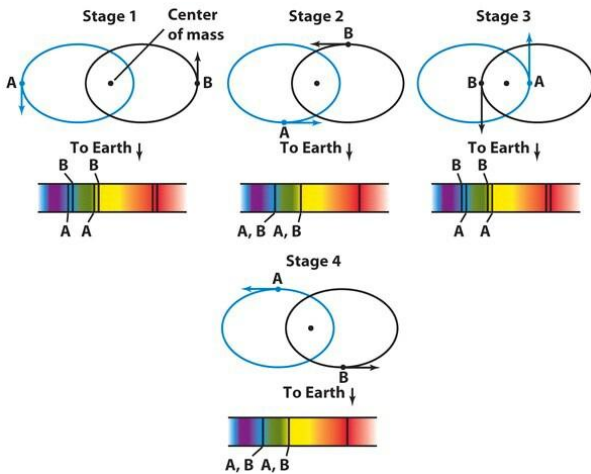 Stage 1
Center
of mass
A
B
To Earth
B B
A A
Stage 2
B
A
To Earth
A, B A, B
Stage 3
B
A
To Earth
B B
A A
Stage 4
A
B
To Earth
A, B A, B